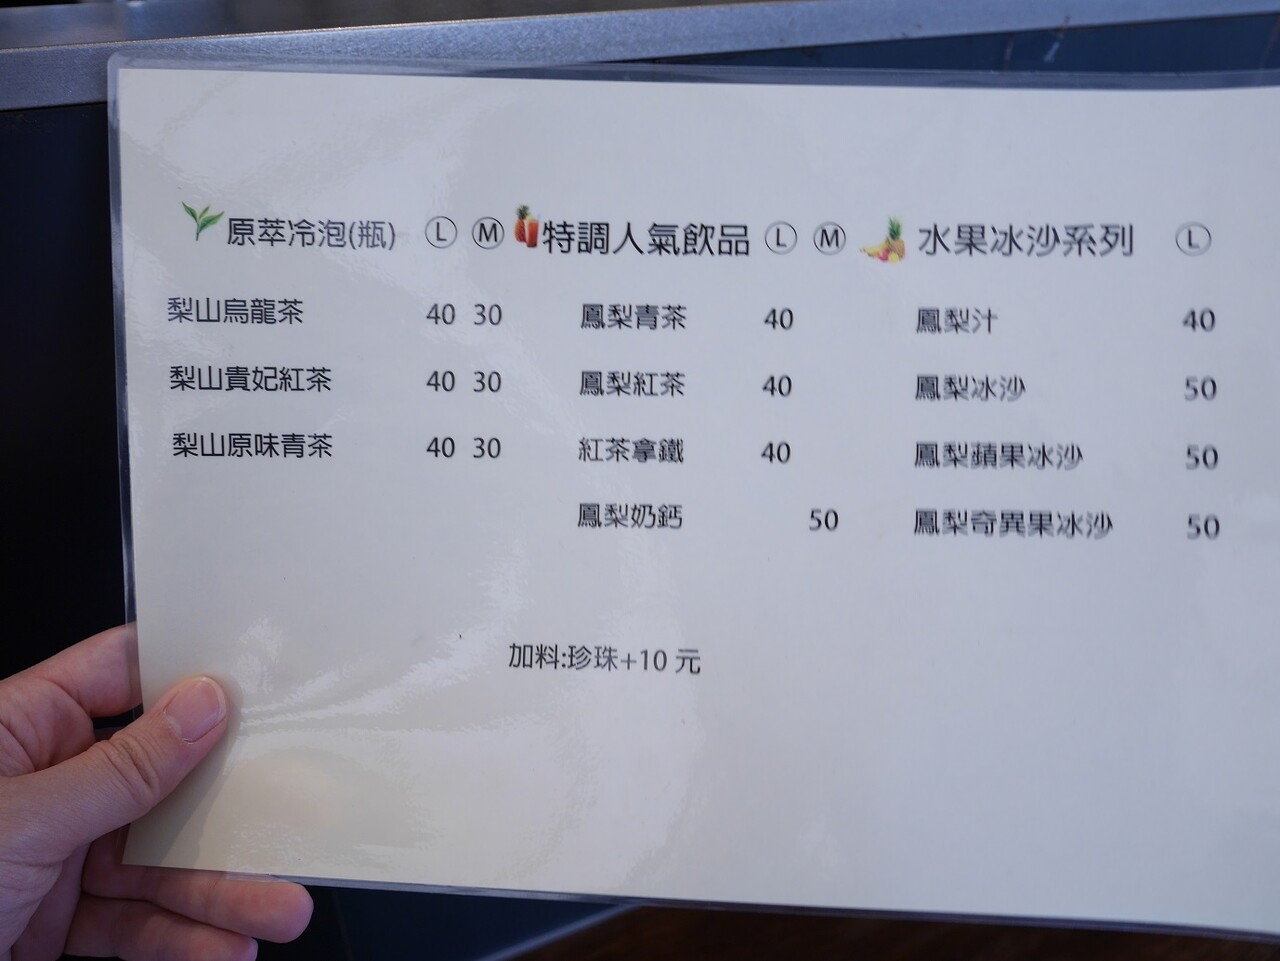 原萃冷泡(瓶) Ⓛ Ⓜ
梨山烏龍茶 40 30
梨山貴妃紅茶 40 30
梨山原味青茶 40 30
特調人氣飲品 Ⓛ Ⓜ
鳳梨青茶 40
鳳梨紅茶 40
紅茶拿鐵 40
鳳梨奶鈣 50
水果冰沙系列 Ⓛ
鳳梨汁 40
鳳梨冰沙 50
鳳梨蘋果冰沙 50
鳳梨奇異果冰沙 50
加料:珍珠+10 元